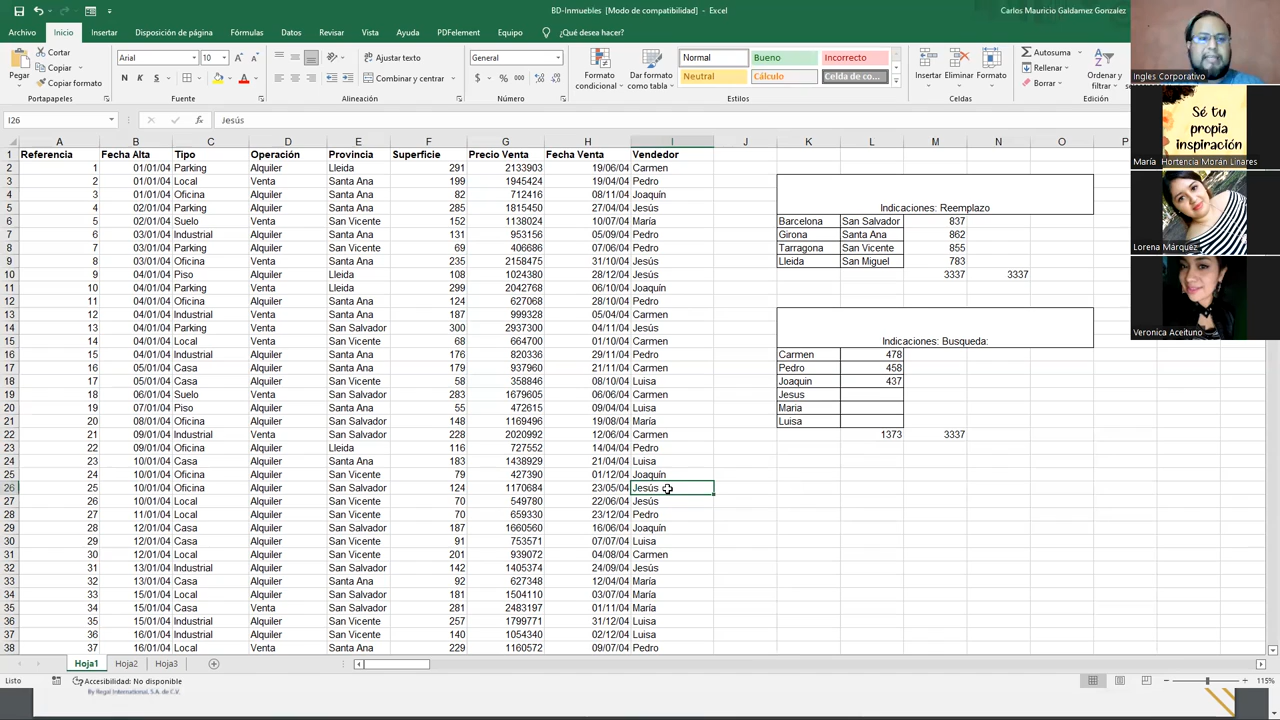 BD-Inmuebles [Modo de compatibilidad] - Excel
Carlos Mauricio Galdamez Gonzalez
Archivo Inicio Insertar Disposición de página Fórmulas Datos Revisar Vista Ayuda PDFelement Equipo ¿Qué desea hacer?
Pegar Cortar Copiar Copiar formato
Portapapeles
Arial 10
N K S
Fuente
Ajustar texto
Combinar y centrar
Alineación
General
Número
Formato condicional Dar formato como tabla
Normal Bueno Incorrecto
Neutral Cálculo Celda de co...
Estilos
Insertar Eliminar Formato
Celdas
Autosuma
Rellenar
Borrar
Ordenar y
Edición
I26 Jesús
A B C D E F G H I J K L M N O P
1 Referencia Fecha Alta Tipo Operación Provincia Superficie Precio Venta Fecha Venta Vendedor
2 1 01/01/04 Parking Alquiler Lleida 291 2133903 19/06/04 Carmen
3 2 01/01/04 Local Venta Santa Ana 199 1945424 19/04/04 Pedro
4 3 01/01/04 Oficina Alquiler Santa Ana 82 712416 08/11/04 Joaquín
5 4 02/01/04 Parking Alquiler Santa Ana 285 1815450 27/04/04 Jesús Indicaciones: Reemplazo
6 5 02/01/04 Suelo Venta San Vicente 152 1138024 10/07/04 María Barcelona San Salvador 837
7 6 03/01/04 Industrial Alquiler Santa Ana 131 953156 05/09/04 Pedro Girona Santa Ana 862
8 7 03/01/04 Parking Alquiler San Vicente 69 406686 07/06/04 Pedro Tarragona San Vicente 855
9 8 03/01/04 Oficina Alquiler Santa Ana 235 2158475 31/10/04 Jesús Lleida San Miguel 783
10 9 04/01/04 Piso Alquiler Lleida 108 1024380 28/12/04 Jesús 3337 3337
11 10 04/01/04 Parking Alquiler Lleida 299 2042768 16/10/04 Joaquín
12 11 04/01/04 Oficina Alquiler Santa Ana 124 627068 28/10/04 Pedro
13 12 04/01/04 Industrial Alquiler Santa Ana 187 999328 05/05/04 Carmen
14 13 04/01/04 Parking Alquiler San Salvador 300 2937300 04/11/04 Jesús
15 14 04/01/04 Local Venta San Vicente 68 664700 01/10/04 Carmen Indicaciones: Busqueda:
16 15 04/01/04 Industrial Alquiler Santa Ana 176 820336 29/11/04 Pedro Carmen 478
17 16 05/01/04 Casa Venta Santa Ana 179 937960 21/11/04 Carmen Pedro 458
18 17 05/01/04 Casa Alquiler San Vicente 58 358846 08/10/04 Luisa Joaquin 437
19 18 06/01/04 Suelo Venta San Salvador 283 1679605 06/06/04 Carmen Jesus
20 19 07/01/04 Piso Alquiler Santa Ana 55 472615 09/04/04 Luisa Maria
21 20 08/01/04 Oficina Alquiler San Salvador 148 1169496 19/08/04 María Luisa
22 21 09/01/04 Industrial Venta San Salvador 228 2020992 12/06/04 Carmen 1373 3337
23 22 09/01/04 Oficina Alquiler Lleida 116 727552 14/04/04 Pedro
24 23 10/01/04 Casa Alquiler Santa Ana 183 1438929 21/04/04 Luisa
25 24 10/01/04 Oficina Alquiler San Vicente 79 427390 01/12/04 Joaquín
26 25 10/01/04 Oficina Alquiler San Salvador 124 1170684 23/05/04 Jesús
27 26 10/01/04 Local Alquiler San Vicente 70 549780 22/06/04 Jesús
28 27 11/01/04 Local Alquiler San Vicente 70 659330 23/12/04 Pedro
29 28 12/01/04 Casa Alquiler San Salvador 187 1660560 16/06/04 Joaquín
30 29 12/01/04 Casa Alquiler San Vicente 91 753571 07/07/04 Luisa
31 30 12/01/04 Local Alquiler San Vicente 201 939072 04/08/04 Carmen
32 31 13/01/04 Industrial Alquiler San Salvador 142 1405374 24/09/04 Jesús
33 32 13/01/04 Casa Alquiler Santa Ana 92 627348 12/04/04 María
34 33 15/01/04 Local Alquiler San Salvador 181 1504110 03/07/04 María
35 34 15/01/04 Casa Venta Santa Ana 281 2483197 01/11/04 María
36 35 15/01/04 Industrial Alquiler San Vicente 257 1799771 31/12/04 Luisa
37 36 16/01/04 Industrial Alquiler San Vicente 140 1054340 02/12/04 Luisa
38 37 16/01/04 Local Venta Santa Ana 229 1160572 09/07/04 Pedro
Hoja1 Hoja2 Hoja3
Listo Accesibilidad: No disponible 115%
By Regal International, S.A. de C.V.
Ingles Corporativo
Sé tu
propia
inspiración
María Hortencia Morán Linares
Lorena Márquez
Veronica Aceituno